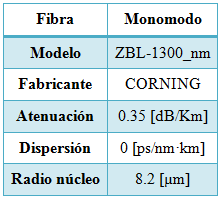 Fibra Monomodo
Modelo ZBL-1300_nm
Fabricante CORNING
Atenuación 0.35 [dB/Km]
Dispersión 0 [ps/nm·km]
Radio núcleo 8.2 [μm]